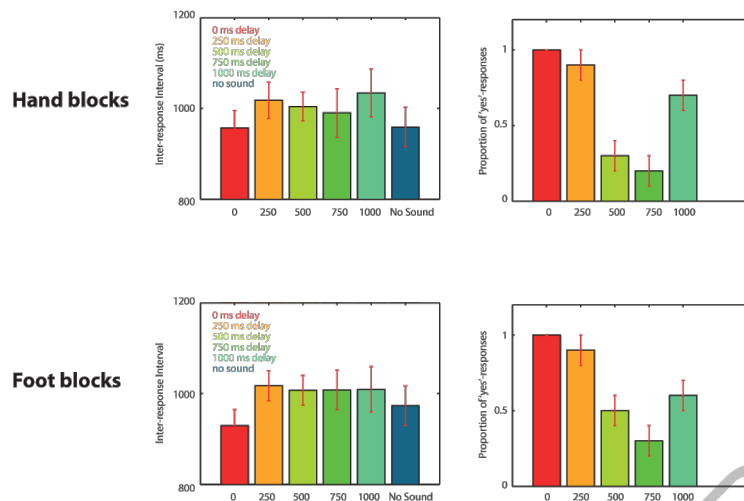 Hand blocks
Inter-response Interval (ms)
1200
1000
800
0 ms delay
250 ms delay
500 ms delay
750 ms delay
1000 ms delay
no sound
0 250 500 750 1000 No Sound
Proportion of 'yes'-responses
1
0.5
0
0 250 500 750 1000
Foot blocks
Inter-response Interval
1200
1000
800
0 ms delay
250 ms delay
500 ms delay
750 ms delay
1000 ms delay
no sound
0 250 500 750 1000 No Sound
Proportion of 'yes'-responses
1
0.5
0
0 250 500 750 1000